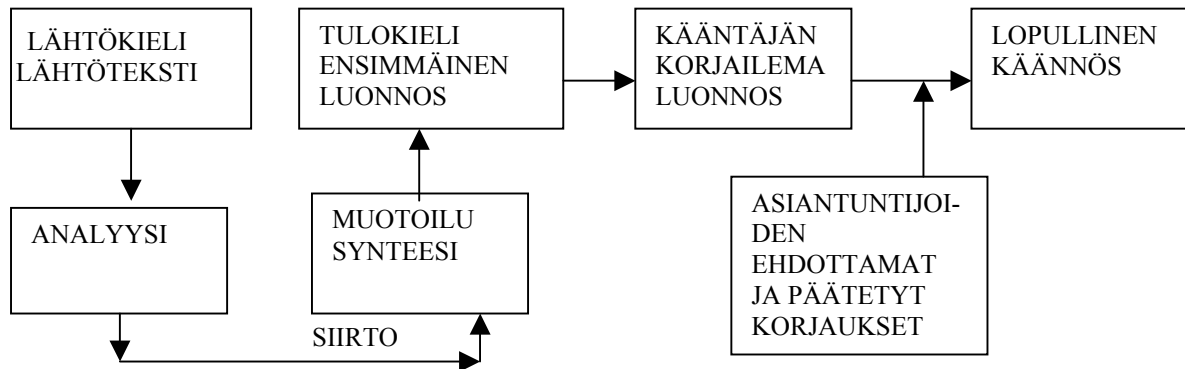 LÄHTÖKIELI
LÄHTÖTEKSTI
TULOKIELI
ENSIMMÄINEN
LUONNOS
KÄÄNTÄJÄN
KORJAILEMA
LUONNOS
LOPULLINEN
KÄÄNNÖS
ANALYYSI
MUOTOILU
SYNTEESI
ASIANTUNTIJOI-
DEN
EHDOTTAMAT
JA PÄÄTETYT
KORJAUKSET
SIIRTO